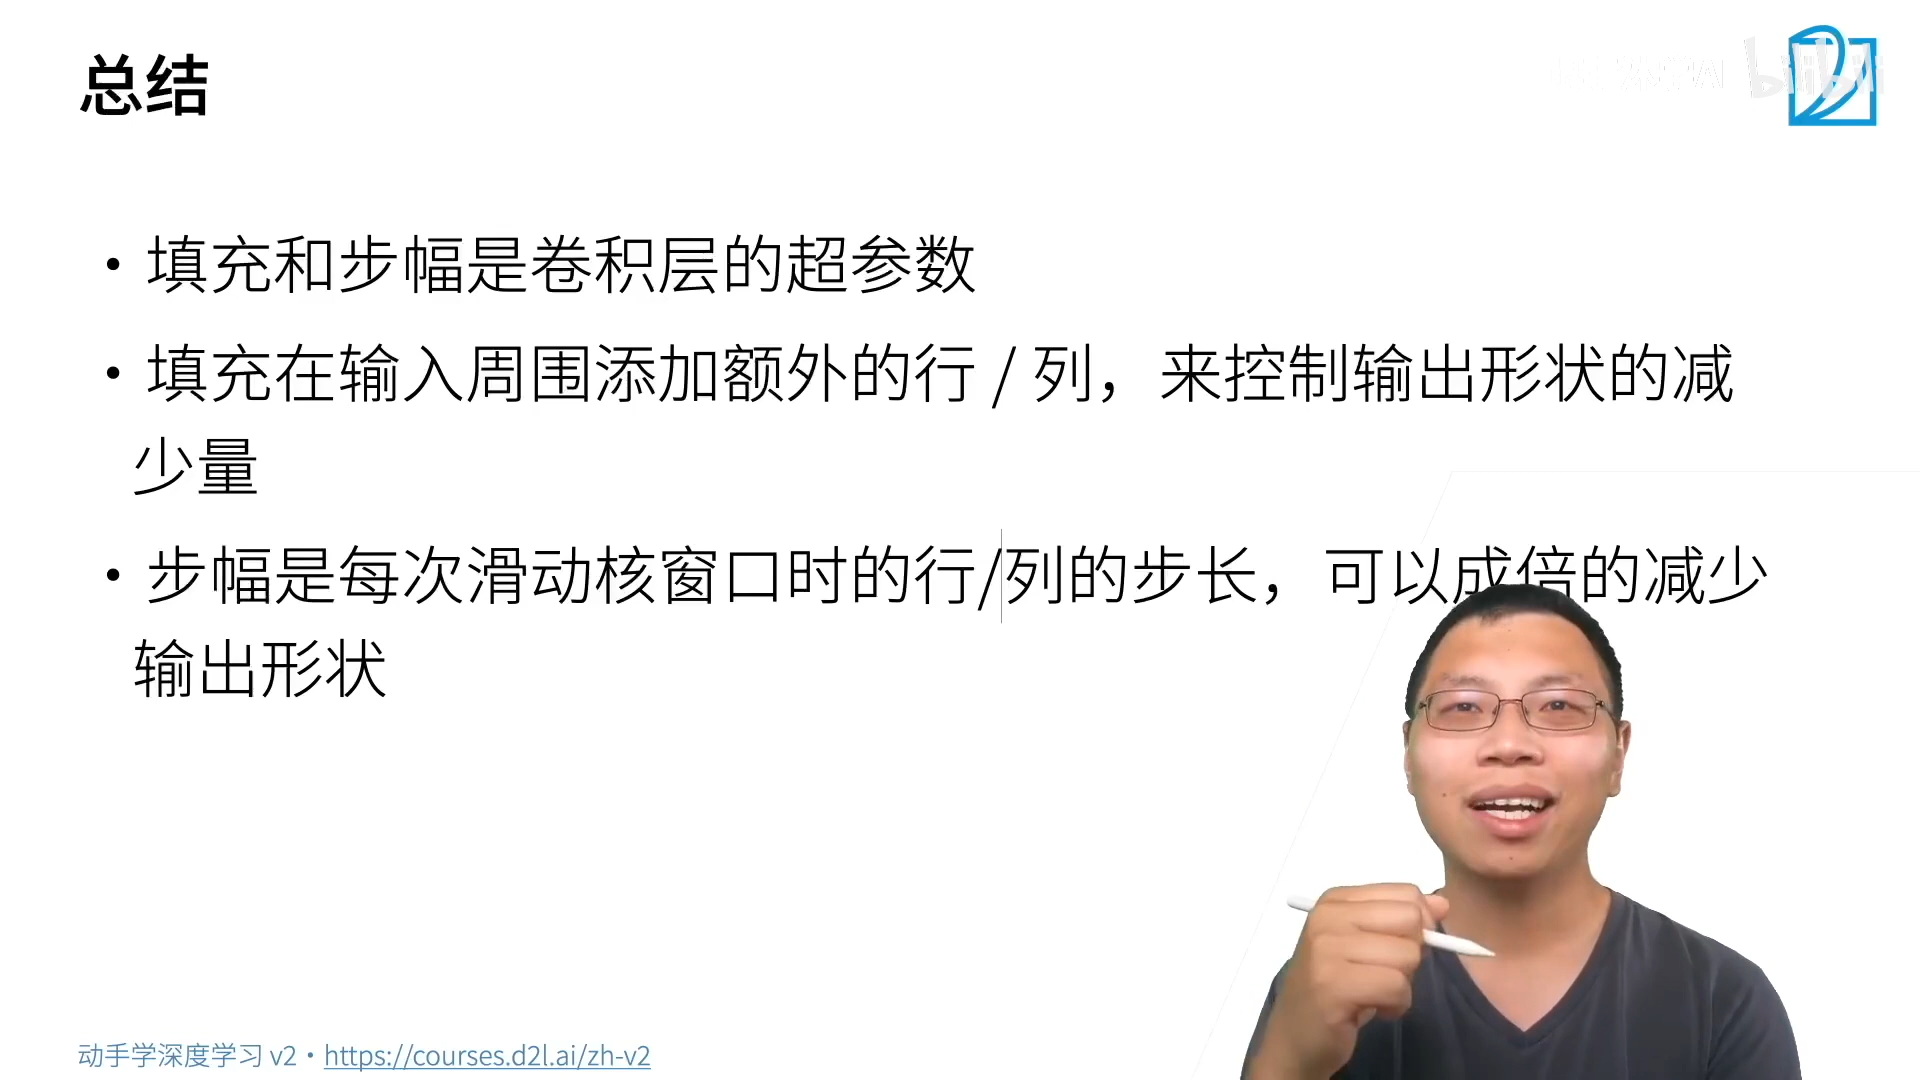 总结
• 填充和步幅是卷积层的超参数
• 填充在输入周围添加额外的行 / 列，来控制输出形状的减
少量
• 步幅是每次滑动核窗口时的行/列的步长，可以成倍的减少
输出形状
动手学深度学习 v2 • https://courses.d2l.ai/zh-v2
bilibili